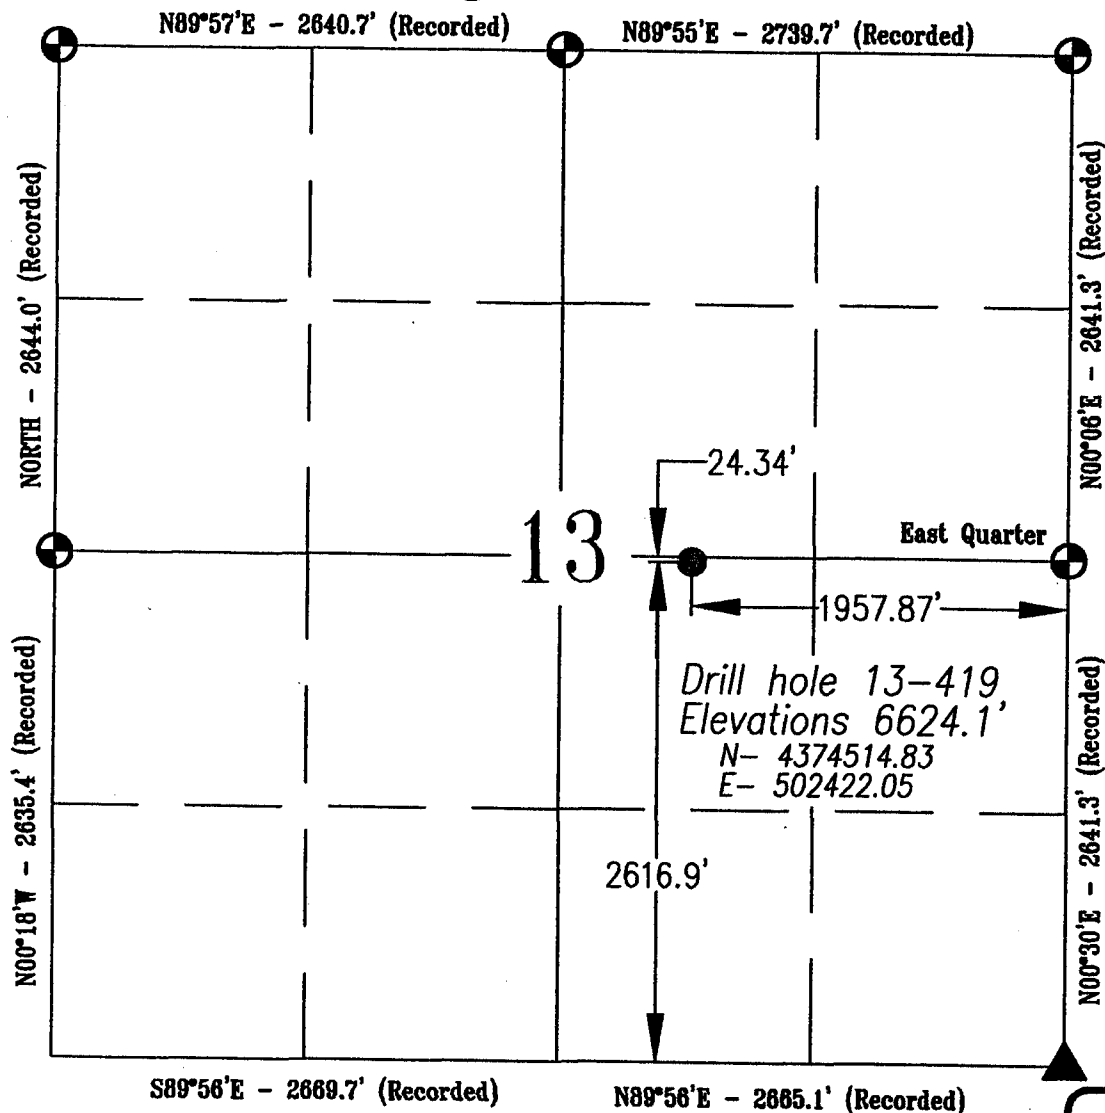 N89°57'E - 2640.7' (Recorded)
N89°55'E - 2739.7' (Recorded)
NORTH - 2644.0' (Recorded)
N00°06'E - 2641.3' (Recorded)
24.34'
13
East Quarter
1957.87'
Drill hole 13-419
Elevations 6624.1'
N- 4374514.83
E- 502422.05
N00°18'W - 2635.4' (Recorded)
N00°30'E - 2641.3' (Recorded)
2616.9'
S89°56'E - 2669.7' (Recorded)
N89°56'E - 2665.1' (Recorded)